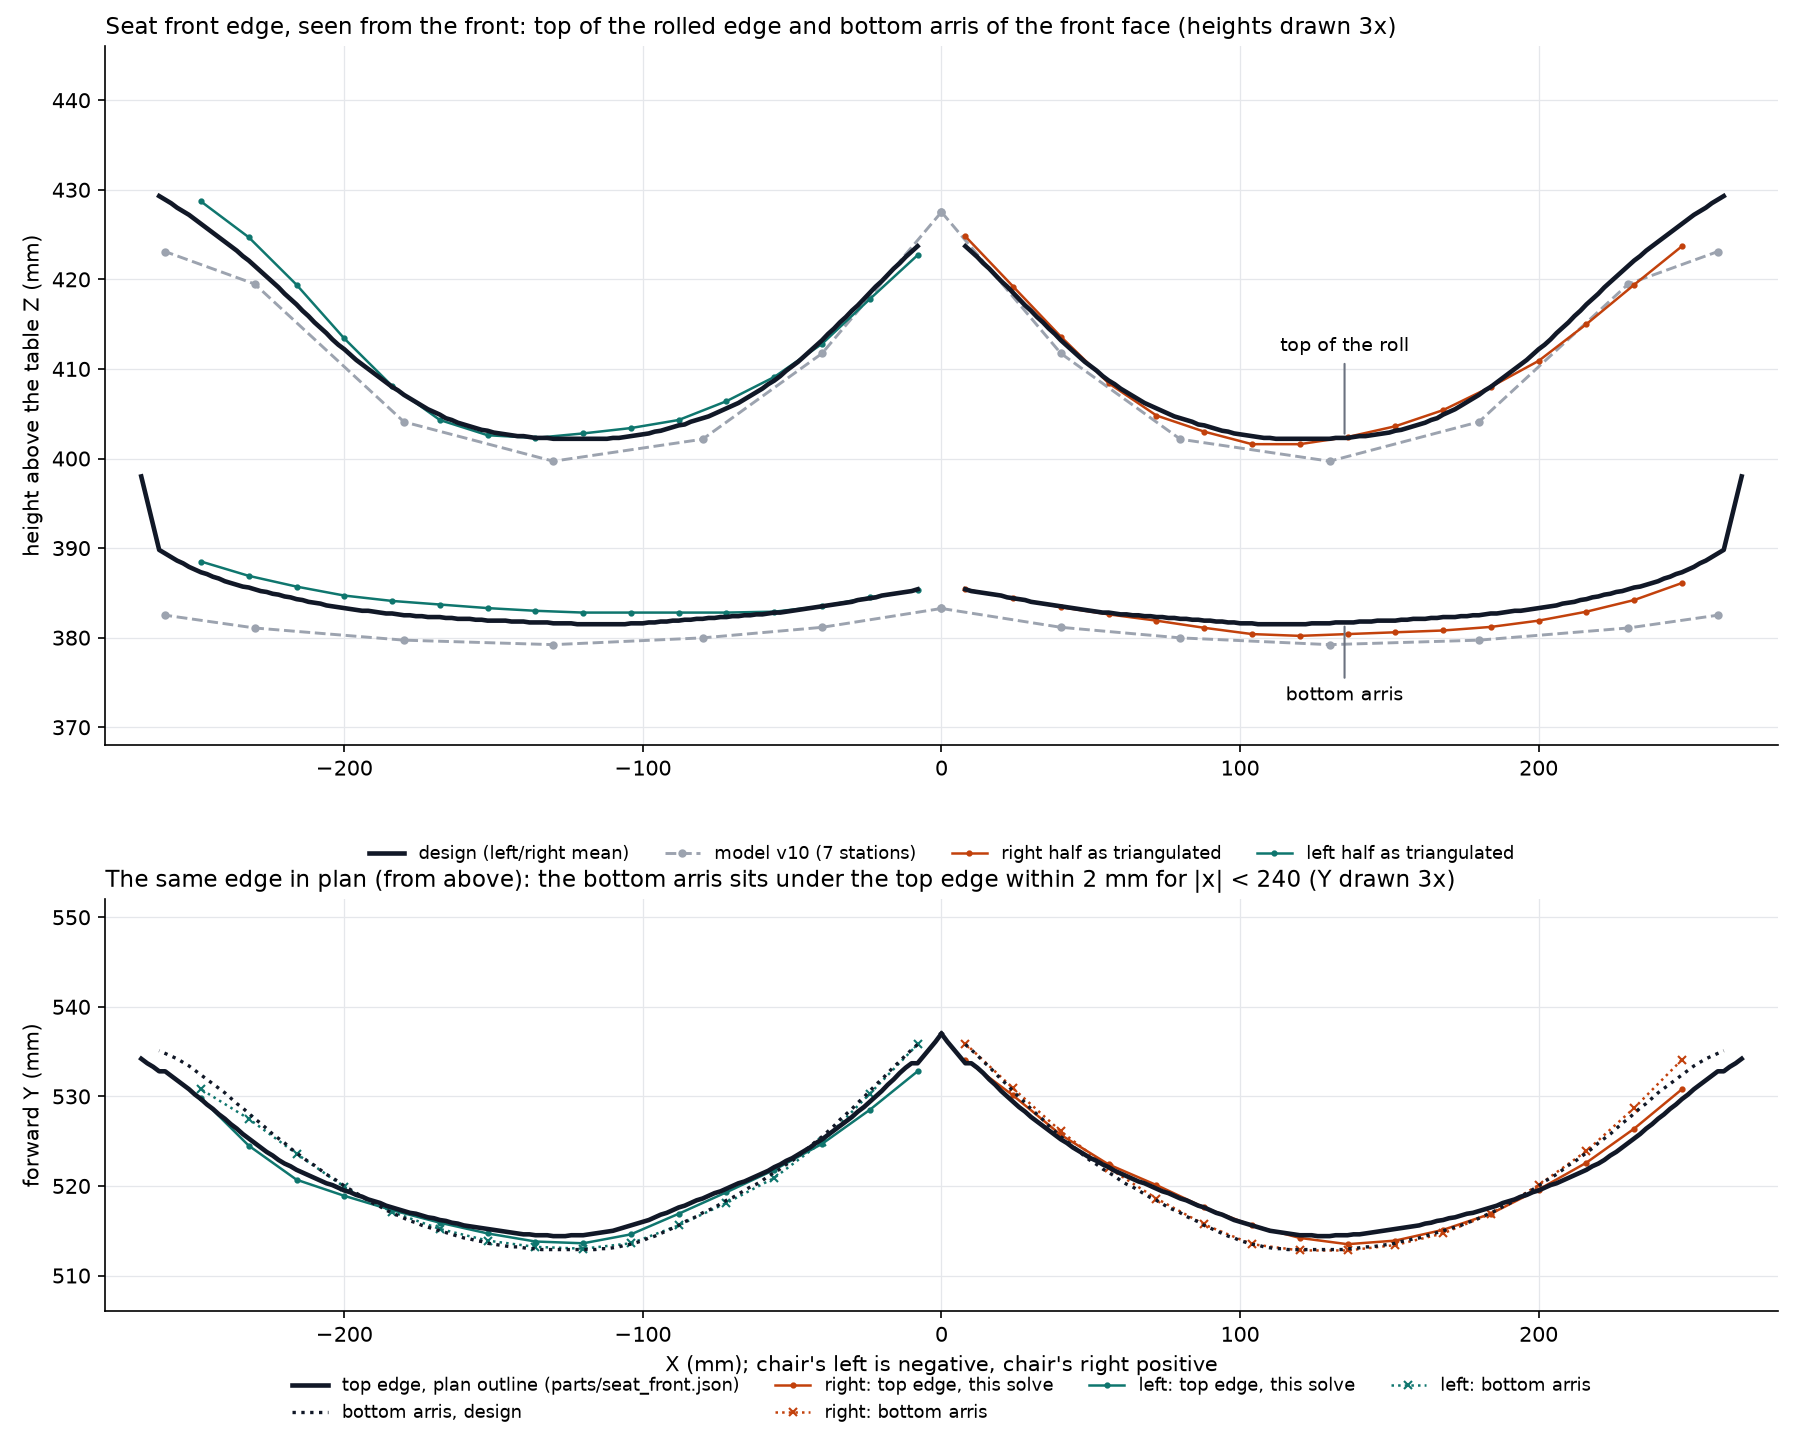 Seat front edge, seen from the front: top of the rolled edge and bottom arris of the front face (heights drawn 3x)
height above the table Z (mm)
440
430
420
410
400
390
380
370
top of the roll
bottom arris
−200
−100
0
100
200
design (left/right mean)
model v10 (7 stations)
right half as triangulated
left half as triangulated
The same edge in plan (from above): the bottom arris sits under the top edge within 2 mm for |x| < 240 (Y drawn 3x)
forward Y (mm)
550
540
530
520
510
−200
−100
0
100
200
X (mm); chair's left is negative, chair's right positive
top edge, plan outline (parts/seat_front.json)
right: top edge, this solve
left: top edge, this solve
left: bottom arris
bottom arris, design
right: bottom arris